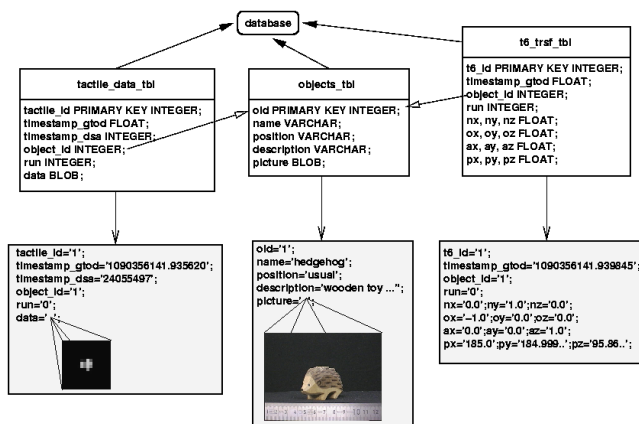 database
tactile_data_tbl
tactile_id PRIMARY KEY INTEGER;
timestamp_gtod FLOAT;
timestamp_dsa INTEGER;
object_id INTEGER;
run INTEGER;
data BLOB;
objects_tbl
oid PRIMARY KEY INTEGER;
name VARCHAR;
position VARCHAR;
description VARCHAR;
picture BLOB;
t6_trsf_tbl
t6_id PRIMARY KEY INTEGER;
timestamp_gtod FLOAT;
object_id INTEGER;
run INTEGER;
nx, ny, nz FLOAT;
ox, oy, oz FLOAT;
ax, ay, az FLOAT;
px, py, pz FLOAT;
tactile_id='1';
timestamp_gtod='1090356141.935620';
timestamp_dsa='24055497';
object_id='1';
run='0';
data=' ';
oid='1';
name='hedgehog';
position='usual';
description='wooden toy ...";
picture=' ';
t6_id='1';
timestamp_gtod='1090356141.939845';
object_id='1';
run='0';
nx='0.0';ny='1.0';nz='0.0';
ox='−1.0';oy='0.0';oz='0.0';
ax='0.0';ay='0.0';az='1.0';
px='185.0';py='184.999..';pz='95.86..';